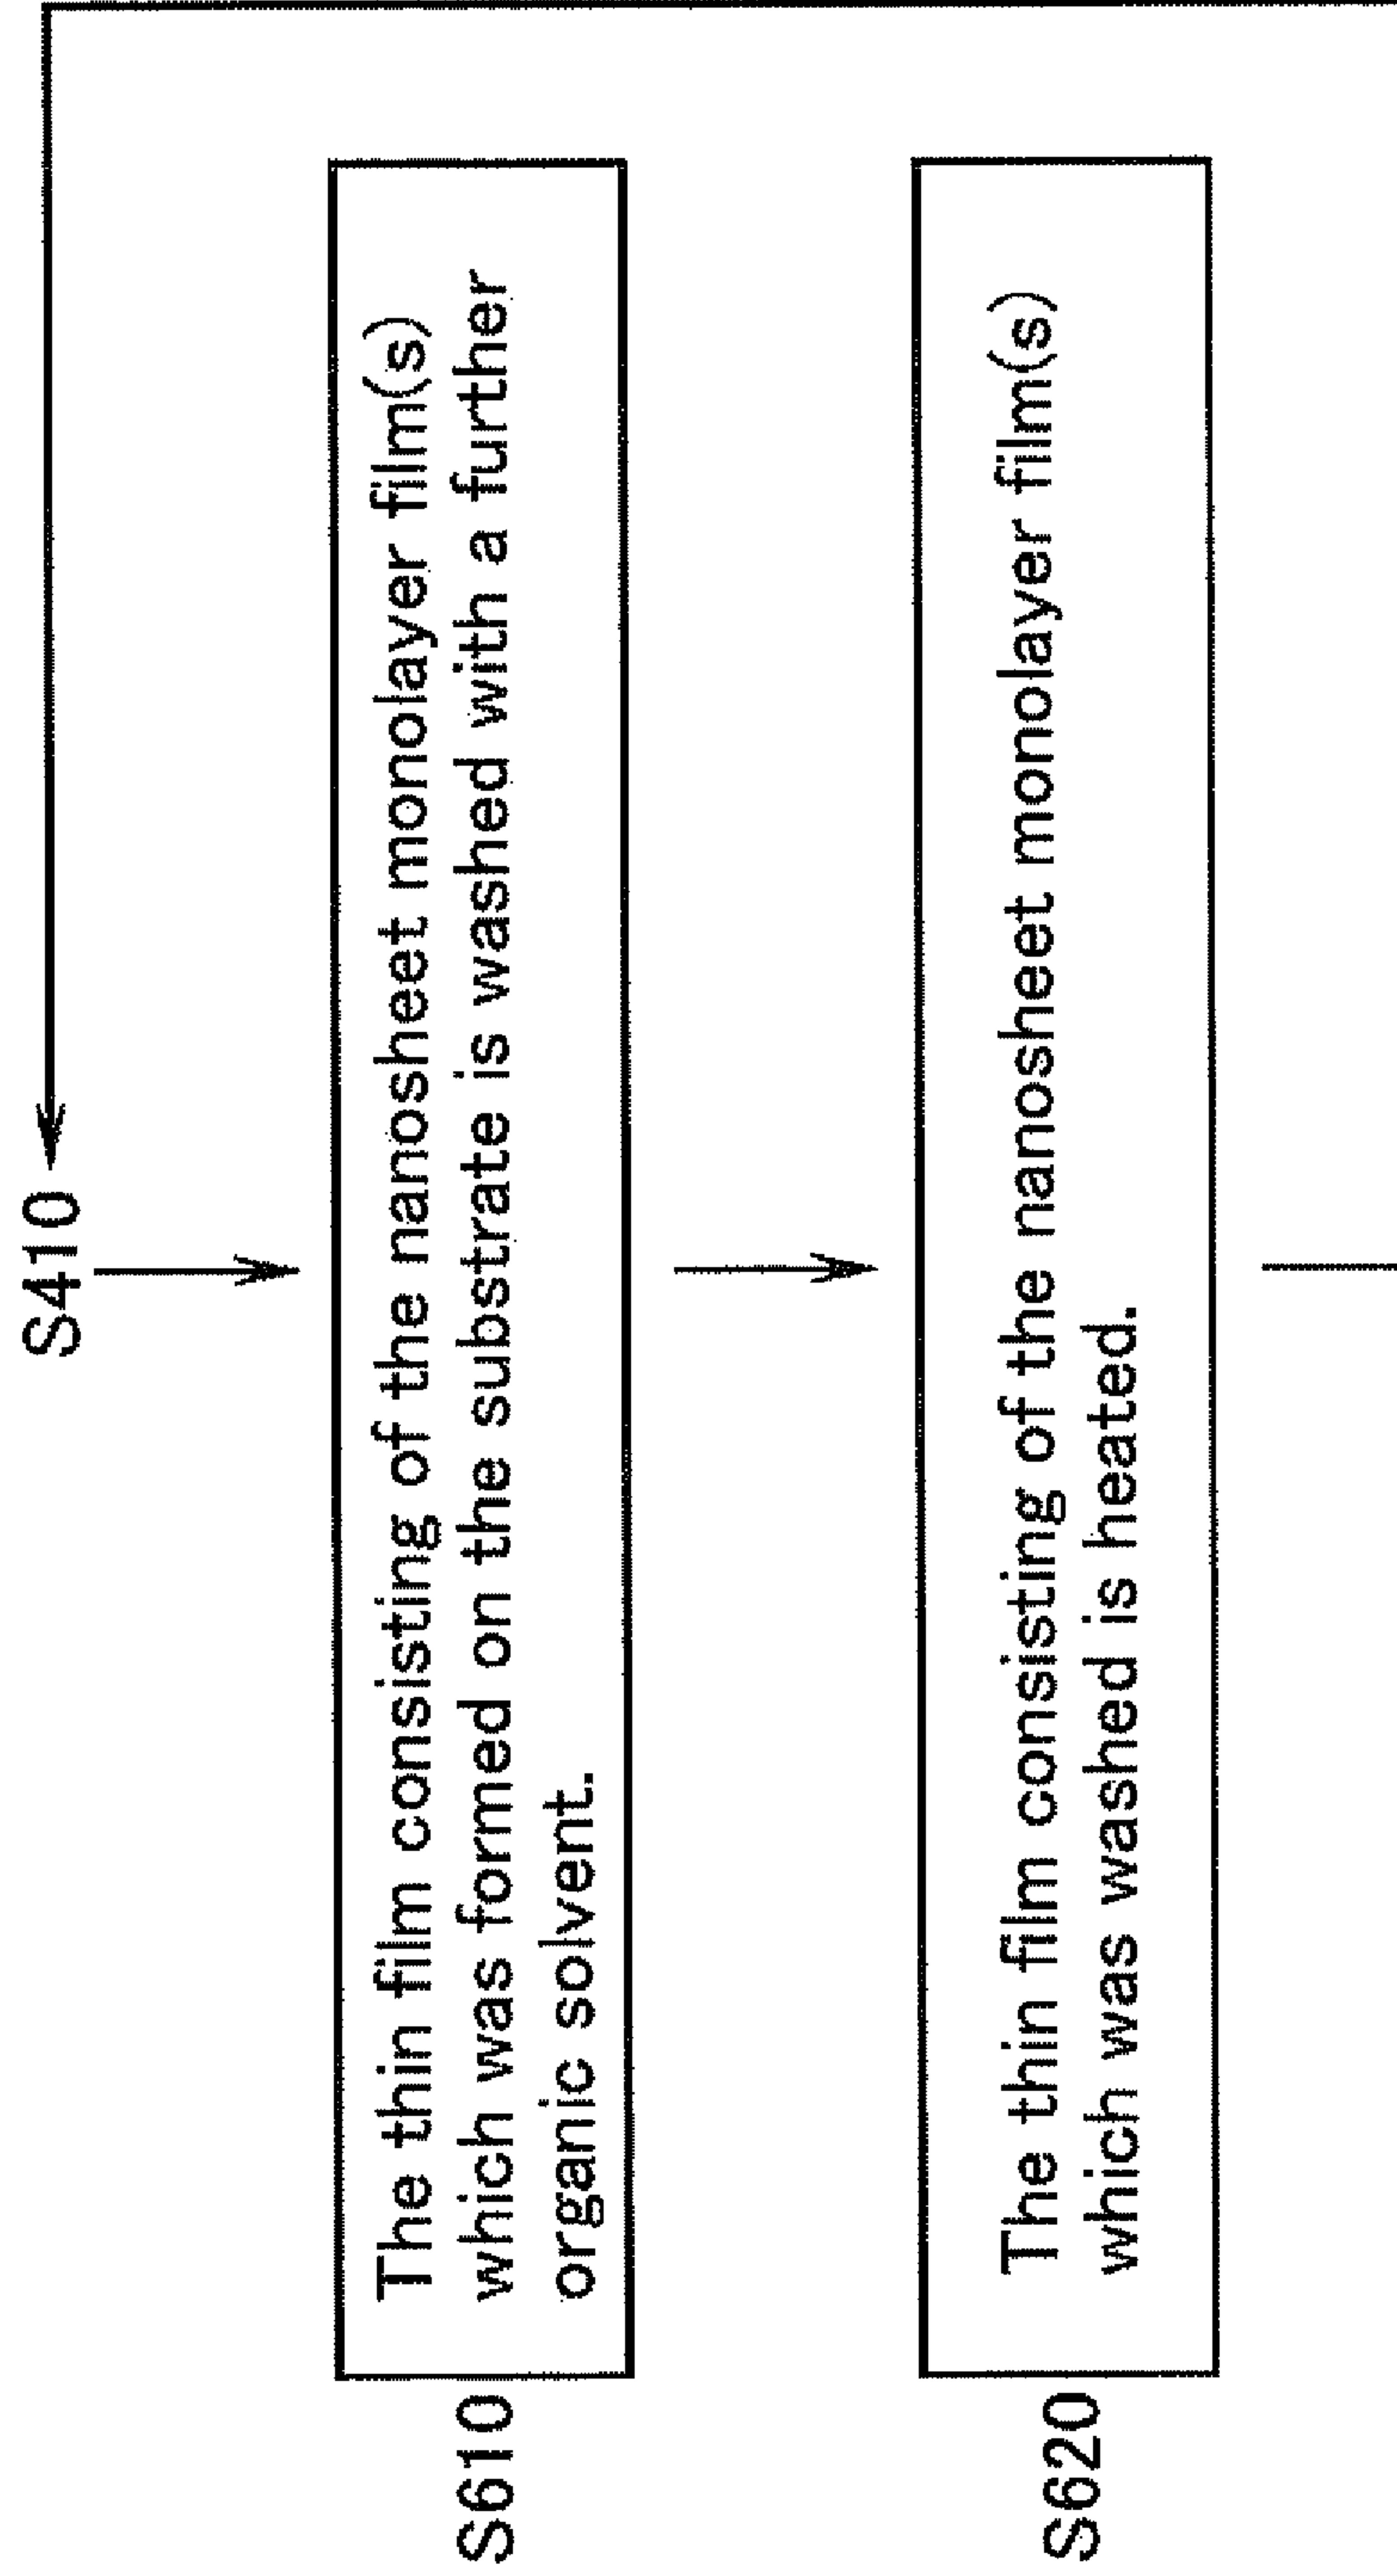 S410
S610
The thin film consisting of the nanosheet monolayer film(s)
which was formed on the substrate is washed with a further
organic solvent.
S620
The thin film consisting of the nanosheet monolayer film(s)
which was washed is heated.